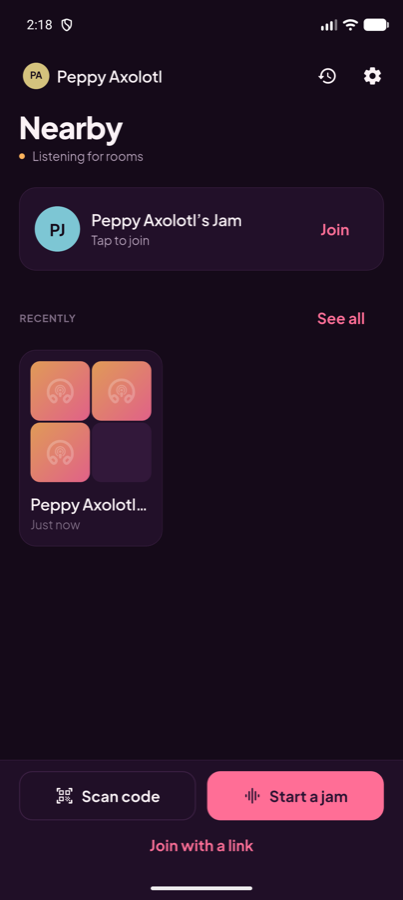 2:18
PA Peppy Axolotl
Nearby
Listening for rooms
PJ
Peppy Axolotl’s Jam
Tap to join
Join
RECENTLY
See all
Peppy Axolotl...
Just now
Scan code
Start a jam
Join with a link